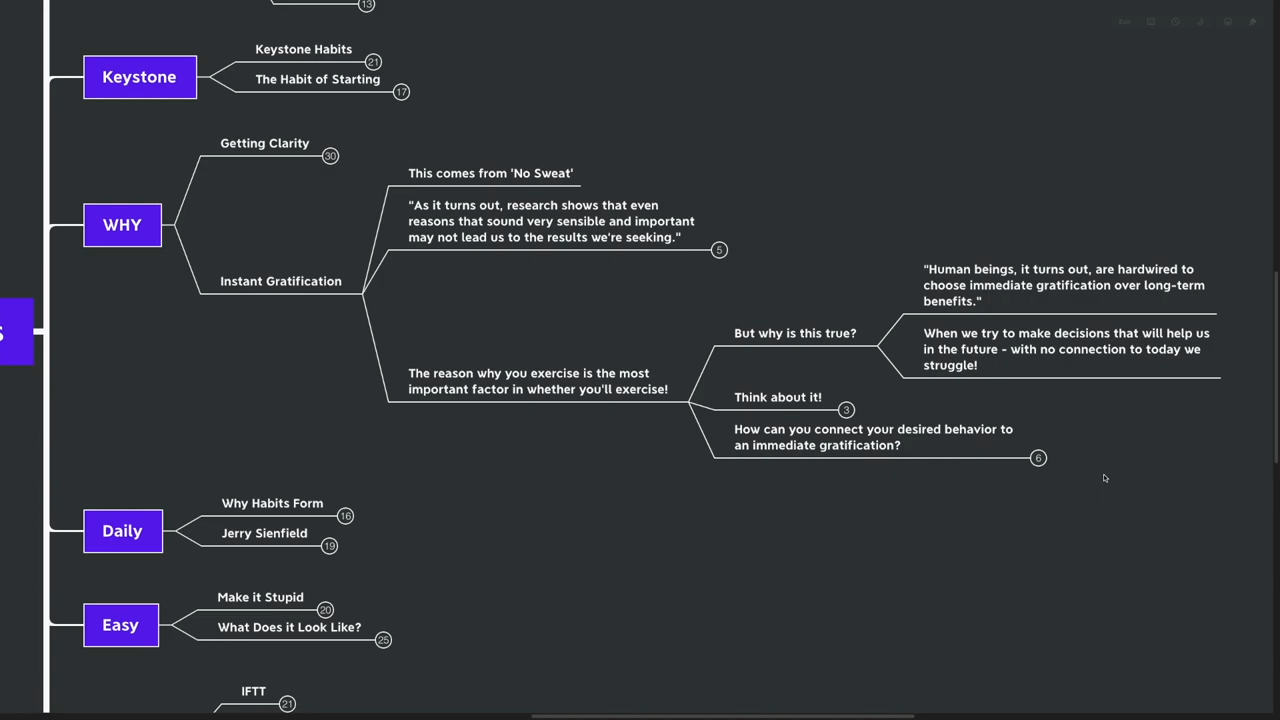 13
Keystone
Keystone Habits
21
The Habit of Starting
17
WHY
Getting Clarity
30
Instant Gratification
This comes from 'No Sweat'
"As it turns out, research shows that even
reasons that sound very sensible and important
may not lead us to the results we're seeking."
5
The reason why you exercise is the most
important factor in whether you'll exercise!
But why is this true?
"Human beings, it turns out, are hardwired to
choose immediate gratification over long-term
benefits."
When we try to make decisions that will help us
in the future - with no connection to today we
struggle!
Think about it!
3
How can you connect your desired behavior to
an immediate gratification?
6
Daily
Why Habits Form
16
Jerry Sienfield
19
Easy
Make it Stupid
20
What Does it Look Like?
25
IFTT
21
S